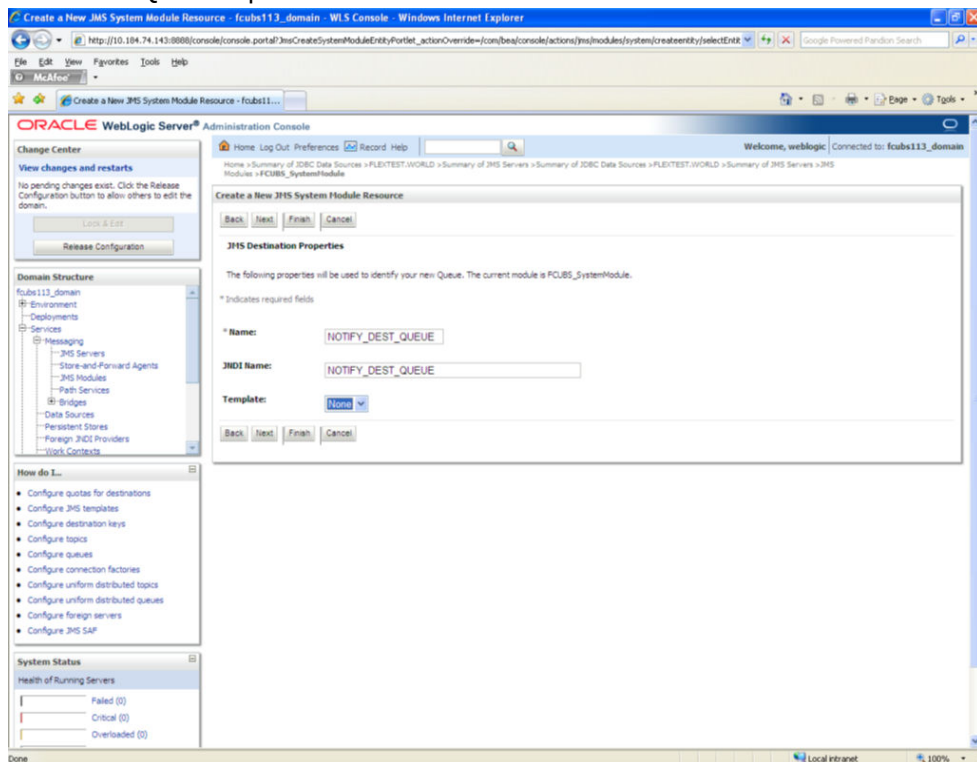 Create a New JMS System Module Resource - fcubs113_domain - WLS Console - Windows Internet Explorer
http://10.184.74.143:8888/console/console.portal?JmsCreateSystemModuleEntityPortlet_actionOverride=/com/bea/console/actions/jms/modules/system/createentity/selectEntit
Google Powered Pandion Search
File Edit View Favorites Tools Help
McAfee
Create a New JMS System Module Resource - fcubs11...
Page Tools
ORACLE WebLogic Server® Administration Console
Change Center
View changes and restarts
No pending changes exist. Click the Release
Configuration button to allow others to edit the
domain.
Lock & Edit
Release Configuration
Domain Structure
fcubs113_domain
Environment
Deployments
Services
Messaging
JMS Servers
Store-and-Forward Agents
JMS Modules
Path Services
Bridges
Data Sources
Persistent Stores
Foreign JNDI Providers
Work Contexts
How do I...
Configure quotas for destinations
Configure JMS templates
Configure destination keys
Configure topics
Configure queues
Configure connection factories
Configure uniform distributed topics
Configure uniform distributed queues
Configure foreign servers
Configure JMS SAF
System Status
Health of Running Servers
Failed (0)
Critical (0)
Overloaded (0)
Home Log Out Preferences Record Help
Welcome, weblogic Connected to: fcubs113_domain
Home >Summary of JDBC Data Sources >FLEXTEST.WORLD >Summary of JMS Servers >Summary of JDBC Data Sources >FLEXTEST.WORLD >Summary of JMS Servers >JMS
Modules >FCUBS_SystemModule
Create a New JMS System Module Resource
Back Next Finish Cancel
JMS Destination Properties
The following properties will be used to identify your new Queue. The current module is FCUBS_SystemModule.
* Indicates required fields
* Name: NOTIFY_DEST_QUEUE
JNDI Name: NOTIFY_DEST_QUEUE
Template: None
Back Next Finish Cancel
Done
Local intranet
100%